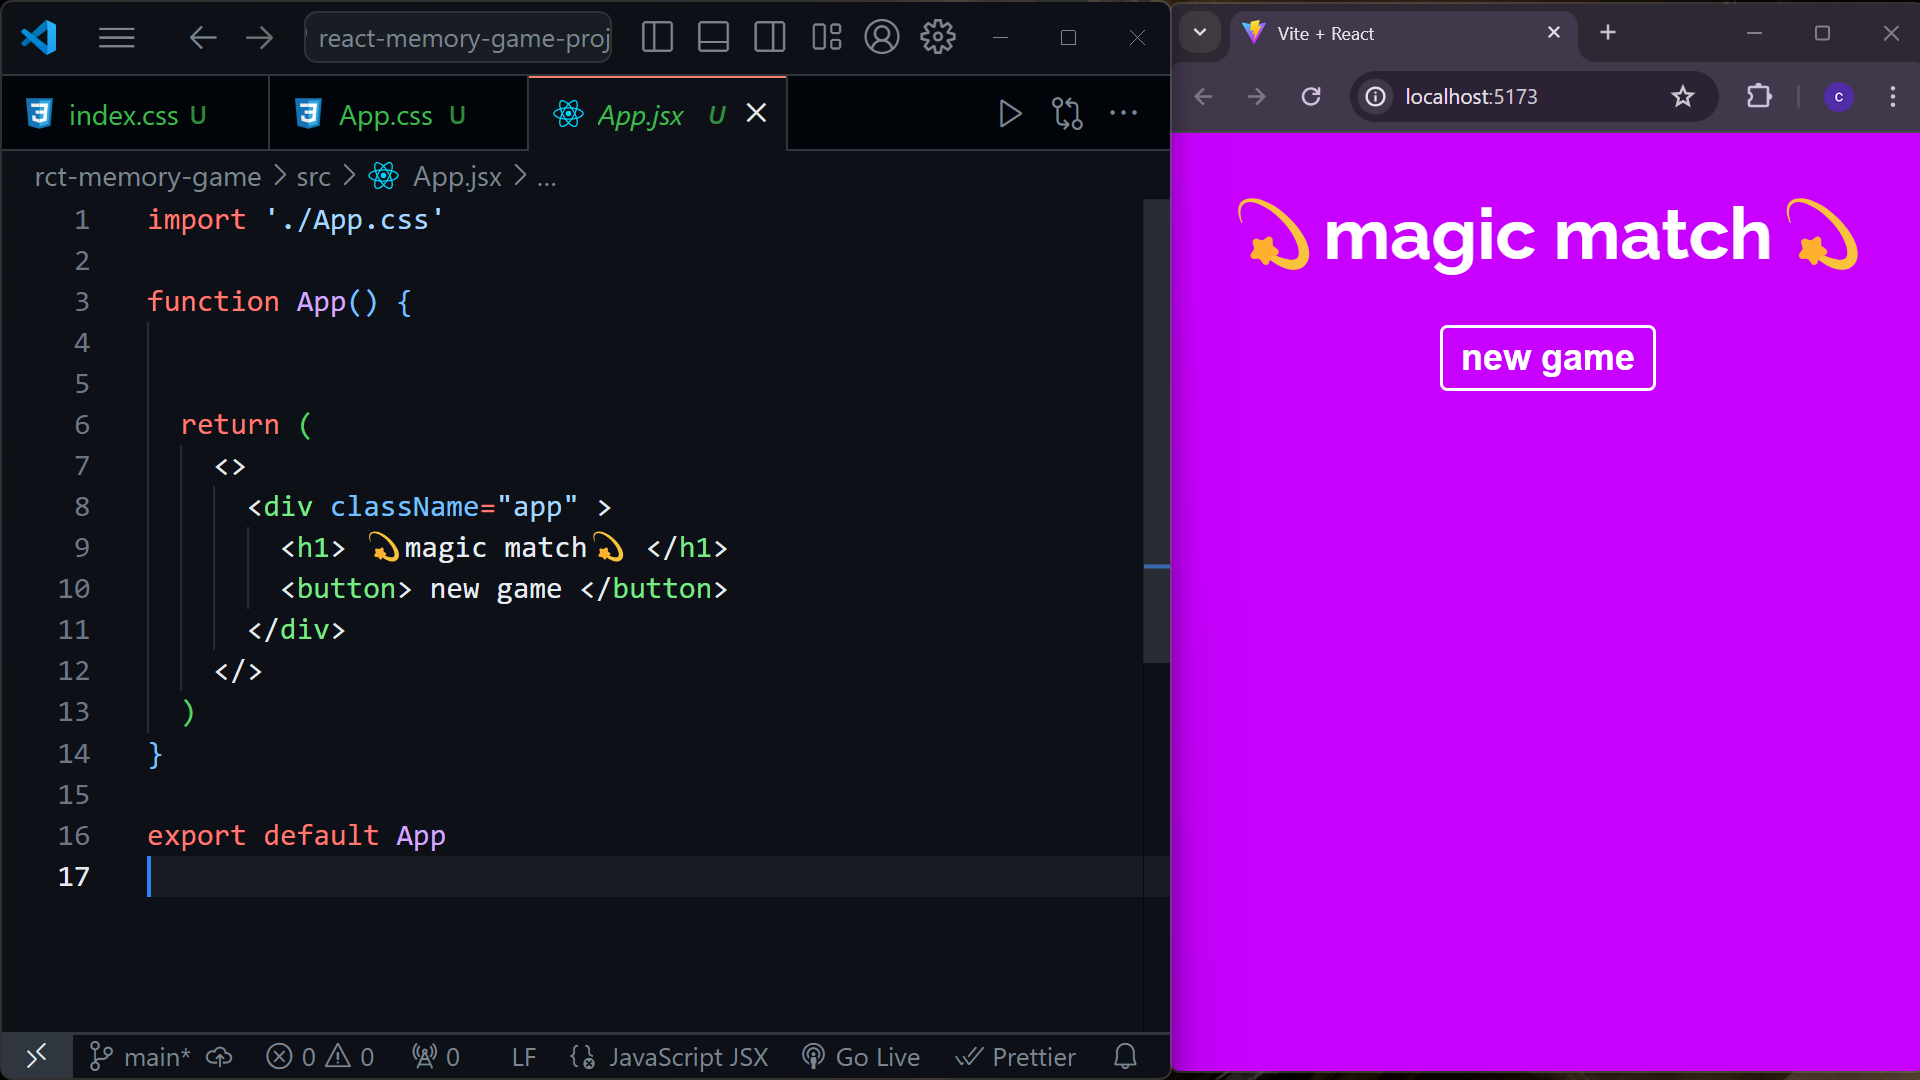 react-memory-game-proj
index.css U
App.css U
App.jsx U
rct-memory-game > src > App.jsx > ...
1 import './App.css'
2
3 function App() {
4
5
6 return (
7 <>
8 <div className="app" >
9 <h1> 💫magic match💫 </h1>
10 <button> new game </button>
11 </div>
12 </>
13 )
14 }
15
16 export default App
17
main* 0 0 0 LF JavaScript JSX Go Live Prettier
Vite + React
localhost:5173
c
💫 magic match 💫
new game